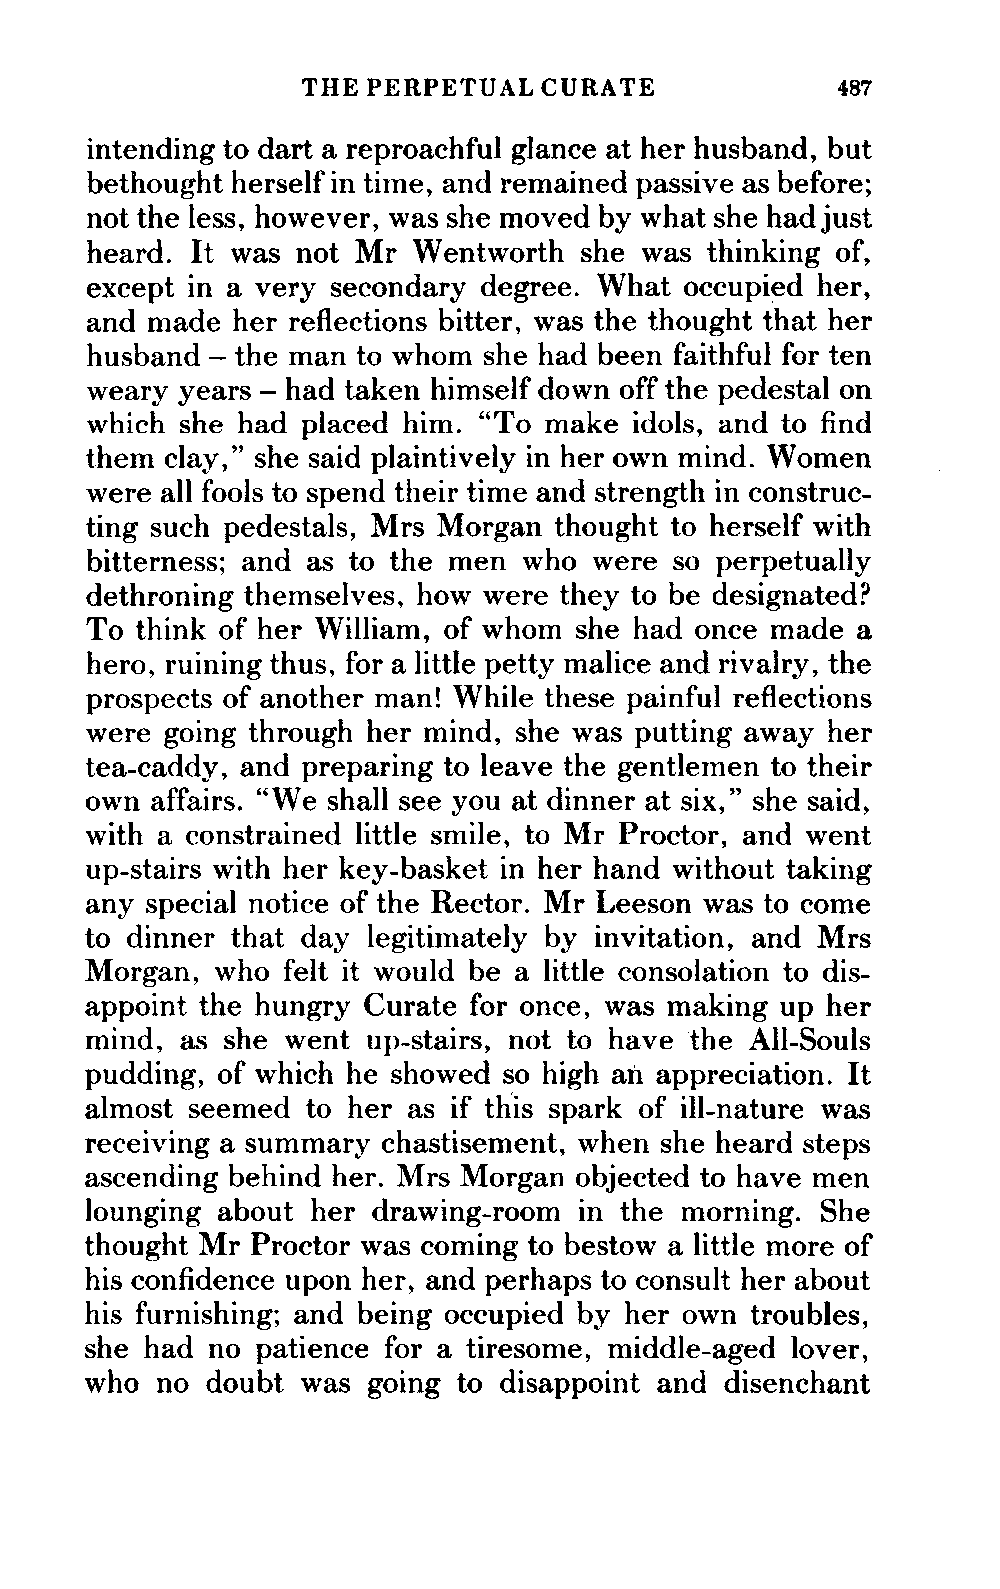 THE PERPETUAL CURATE 487
intending to dart a reproachful glance at her husband, but
bethought herself in time, and remained passive as before;
not the less, however, was she moved by what she had just
heard. It was not Mr Wentworth she was thinking of,
except in a very secondary degree. What occupied her,
and made her reflections bitter, was the thought that her
husband – the man to whom she had been faithful for ten
weary years – had taken himself down off the pedestal on
which she had placed him. “To make idols, and to find
them clay,” she said plaintively in her own mind. Women
were all fools to spend their time and strength in construc-
ting such pedestals, Mrs Morgan thought to herself with
bitterness; and as to the men who were so perpetually
dethroning themselves, how were they to be designated?
To think of her William, of whom she had once made a
hero, ruining thus, for a little petty malice and rivalry, the
prospects of another man! While these painful reflections
were going through her mind, she was putting away her
tea-caddy, and preparing to leave the gentlemen to their
own affairs. “We shall see you at dinner at six,” she said,
with a constrained little smile, to Mr Proctor, and went
up-stairs with her key-basket in her hand without taking
any special notice of the Rector. Mr Leeson was to come
to dinner that day legitimately by invitation, and Mrs
Morgan, who felt it would be a little consolation to dis-
appoint the hungry Curate for once, was making up her
mind, as she went up-stairs, not to have the All-Souls
pudding, of which he showed so high an appreciation. It
almost seemed to her as if this spark of ill-nature was
receiving a summary chastisement, when she heard steps
ascending behind her. Mrs Morgan objected to have men
lounging about her drawing-room in the morning. She
thought Mr Proctor was coming to bestow a little more of
his confidence upon her, and perhaps to consult her about
his furnishing; and being occupied by her own troubles,
she had no patience for a tiresome, middle-aged lover,
who no doubt was going to disappoint and disenchant